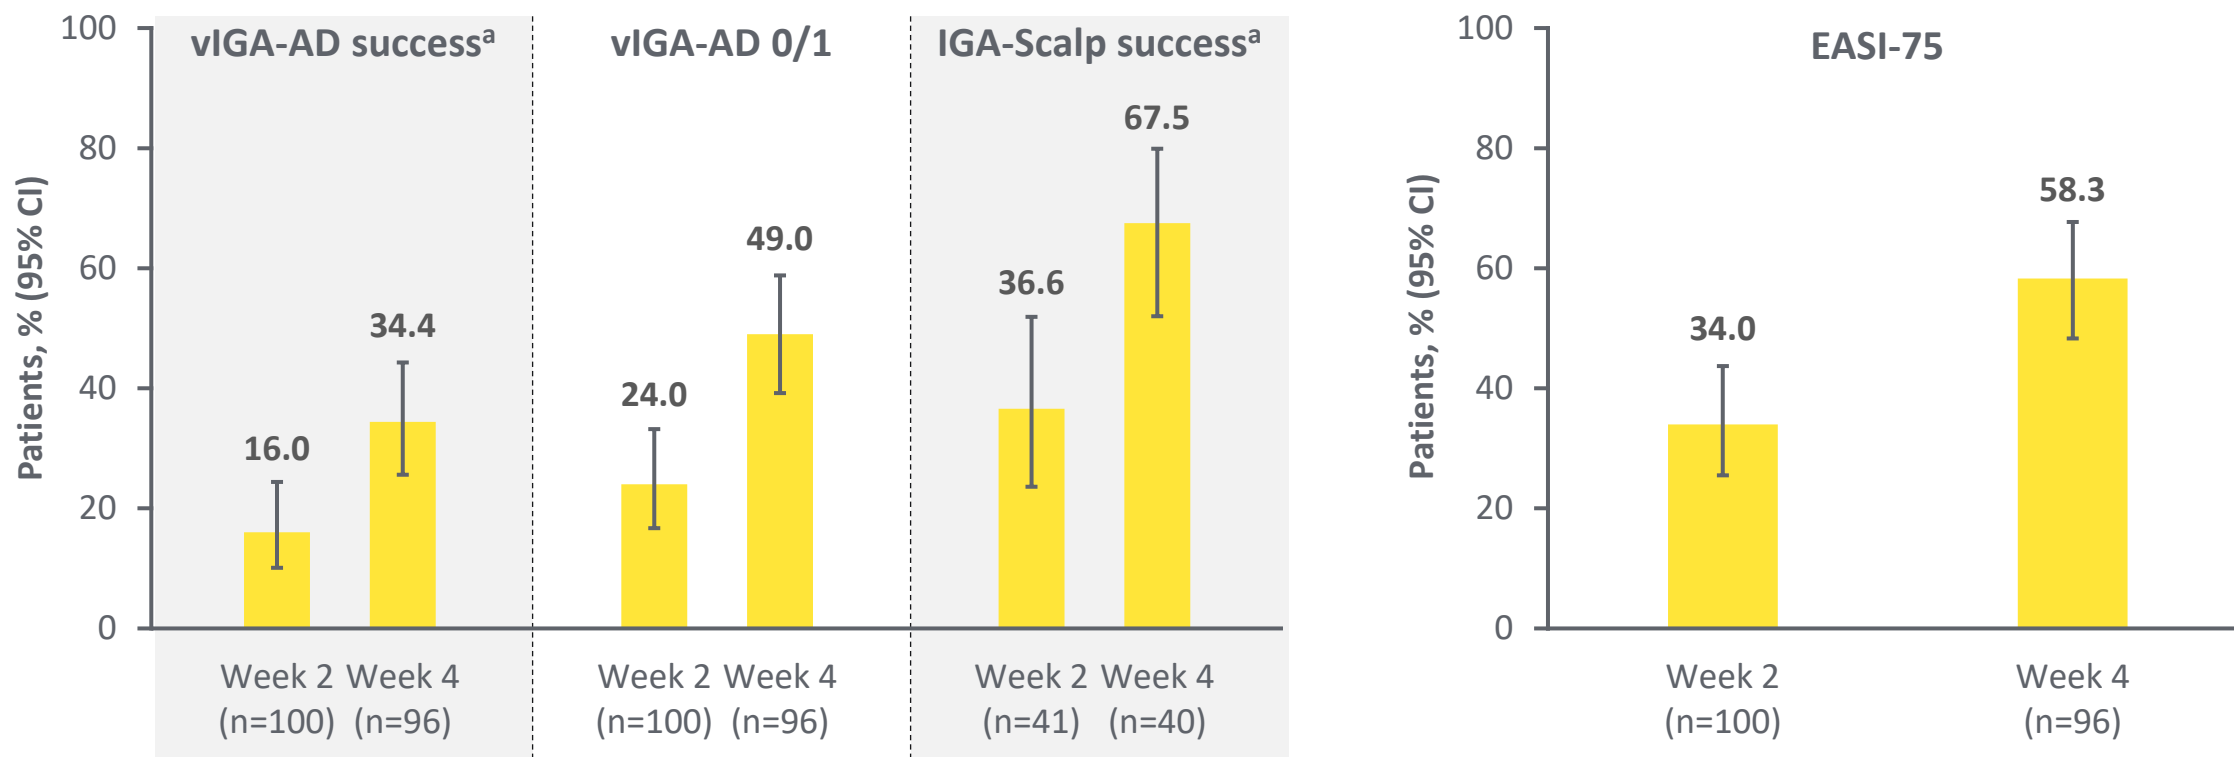 Patients, % (95% CI)
100
80
60
40
20
0
vIGA-AD successᵃ
16.0
34.4
Week 2 Week 4
(n=100) (n=96)
vIGA-AD 0/1
24.0
49.0
Week 2 Week 4
(n=100) (n=96)
IGA-Scalp successᵃ
36.6
67.5
Week 2 Week 4
(n=41) (n=40)
Patients, % (95% CI)
100
80
60
40
20
0
EASI-75
34.0
58.3
Week 2 Week 4
(n=100) (n=96)